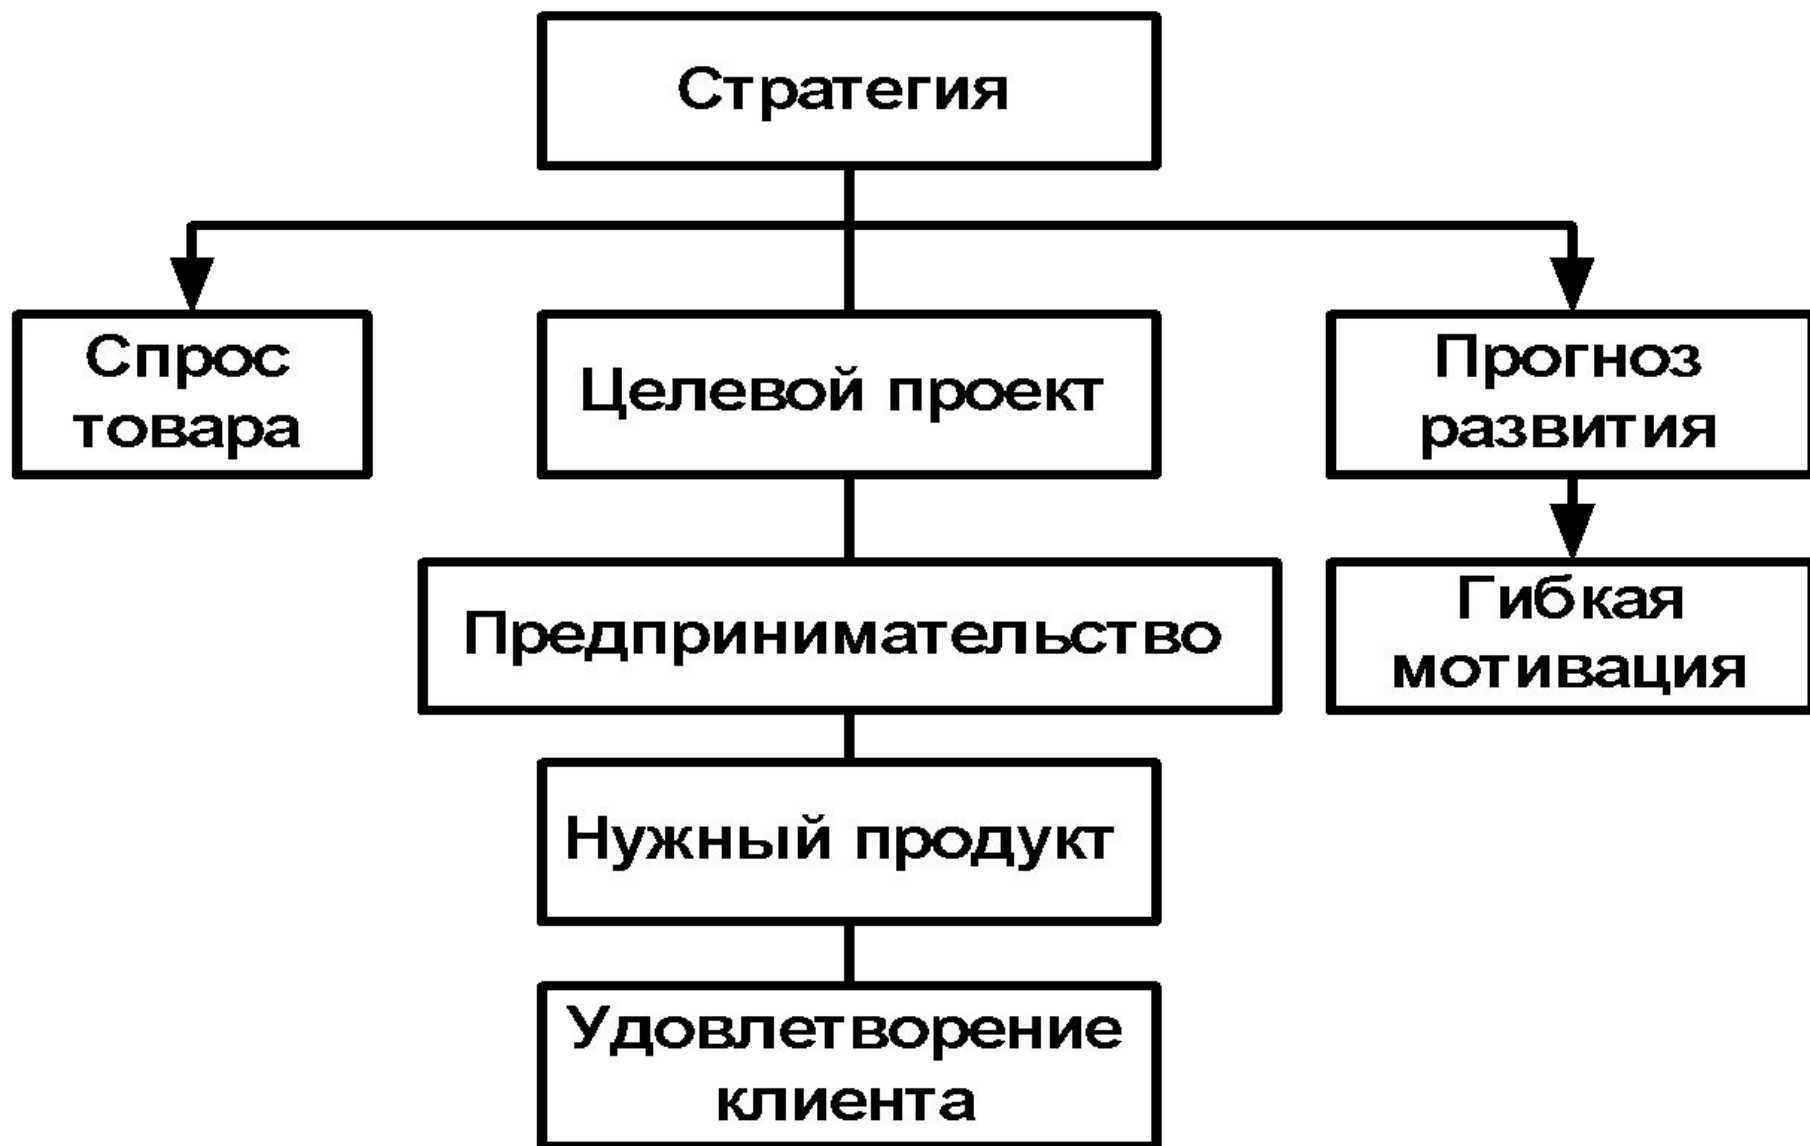 Стратегия
Спрос
товара
Целевой проект
Прогноз
развития
Предпринимательство
Гибкая
мотивация
Нужный продукт
Удовлетворение
клиента